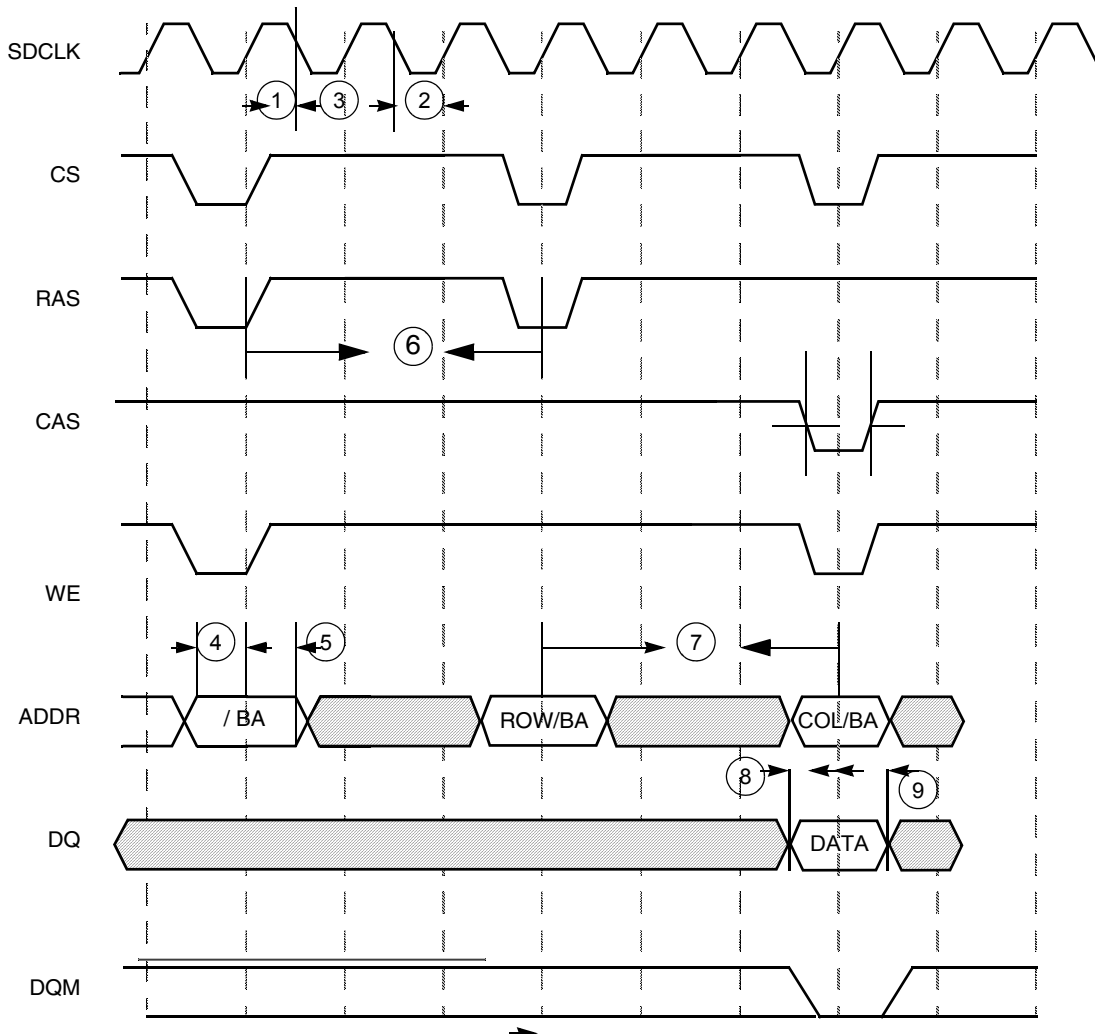 SDCLK
1 3 2
CS
RAS
6
CAS
WE
4 5 7
ADDR / BA ROW/BA COL/BA
8 9
DQ DATA
DQM